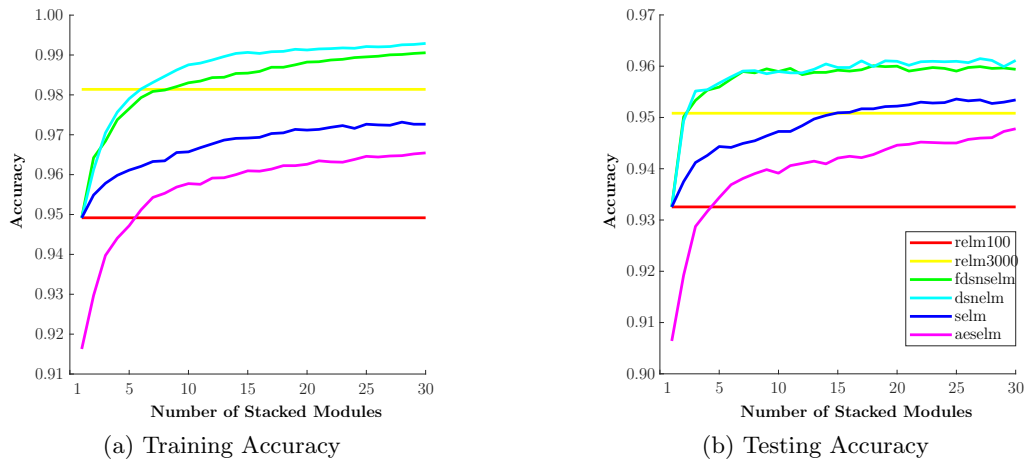 1.00
0.99
0.98
0.97
0.96
0.95
0.94
0.93
0.92
0.91
Accuracy
1 5 10 15 20 25 30
Number of Stacked Modules
(a) Training Accuracy
0.97
0.96
0.95
0.94
0.93
0.92
0.91
0.90
Accuracy
1 5 10 15 20 25 30
Number of Stacked Modules
relm100
relm3000
fdsnselm
dsnelm
selm
aeselm
(b) Testing Accuracy